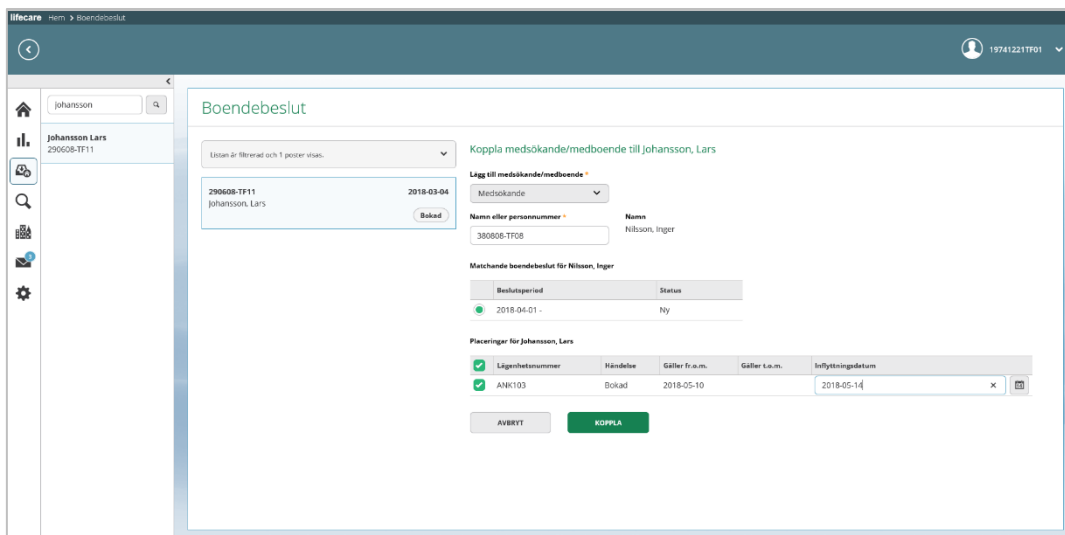 lifecare Hem > Boendebeslut
19741221TF01
johansson
Johansson Lars
290608-TF11
3
Boendebeslut
Listan är filtrerad och 1 poster visas.
290608-TF11 2018-03-04
Johansson, Lars
Bokad
Koppla medsökande/medboende till Johansson, Lars
Lägg till medsökande/medboende *
Medsökande
Namn eller personnummer * Namn
380808-TF08 Nilsson, Inger
Matchande boendebeslut för Nilsson, Inger
Beslutsperiod Status
2018-04-01 - Ny
Placeringar för Johansson, Lars
Lägenhetsnummer Händelse Gäller fr.o.m. Gäller t.o.m. Inflyttningsdatum
ANK103 Bokad 2018-05-10 2018-05-14
AVBRYT KOPPLA